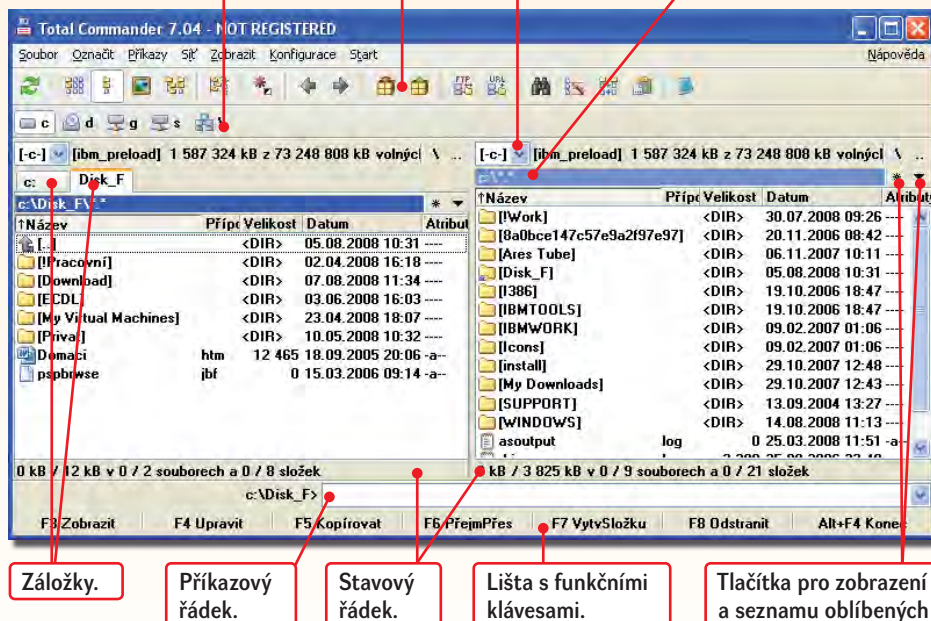 Total Commander 7.04 - NOT REGISTERED
Soubor Označit Příkazy Síť Zobrazit Konfigurace Start Nápověda
FTP URL
c d g s \
[-c-] [ibm_preload] 1 587 324 kB z 73 248 808 kB volnýcl \ ..
c: Disk_F
c:\Disk_F\*.* * ▼
↑Název Přípc Velikost Datum Atribut
[..] <DIR> 05.08.2008 10:31 ----
[!Pracovní] <DIR> 02.04.2008 16:18 ----
[Download] <DIR> 07.08.2008 11:34 ----
[ECDL] <DIR> 03.06.2008 16:03 ----
[My Virtual Machines] <DIR> 23.04.2008 18:07 ----
[Privat] <DIR> 10.05.2008 10:32 ----
Domaci htm 12 465 18.09.2005 20:06 -a--
pspbrwse jbf 0 15.03.2006 09:14 -a--
0 kB / 12 kB v 0 / 2 souborech a 0 / 8 složek
[-c-] [ibm_preload] 1 587 324 kB z 73 248 808 kB volnýcl \ ..
c:\*.* * ▼
↑Název Přípc Velikost Datum Atributy
[!Work] <DIR> 30.07.2008 09:26 ----
[8a0bce147c57e9a2f97e97] <DIR> 20.11.2006 08:42 ----
[Ares Tube] <DIR> 06.11.2007 10:11 ----
[Disk_F] <DIR> 05.08.2008 10:31 ----
[I386] <DIR> 19.10.2006 18:47 ----
[IBMTOOLS] <DIR> 19.10.2006 18:47 ----
[IBMWORK] <DIR> 09.02.2007 01:06 ----
[Icons] <DIR> 09.02.2007 01:06 ----
[install] <DIR> 29.10.2007 12:48 ----
[My Downloads] <DIR> 29.10.2007 12:43 ----
[SUPPORT] <DIR> 13.09.2004 13:27 ----
[WINDOWS] <DIR> 14.08.2008 11:13 ----
asoutput log 0 25.03.2008 11:51 -a--
kB / 3 825 kB v 0 / 9 souborech a 0 / 21 složek
c:\Disk_F>
F3 Zobrazit F4 Upravit F5 Kopírovat F6 PřejmPřes F7 VytvSložku F8 Odstranit Alt+F4 Konec
Záložky.
Příkazový
řádek.
Stavový
řádek.
Lišta s funkčními
klávesami.
Tlačítka pro zobrazení
a seznamu oblíbených